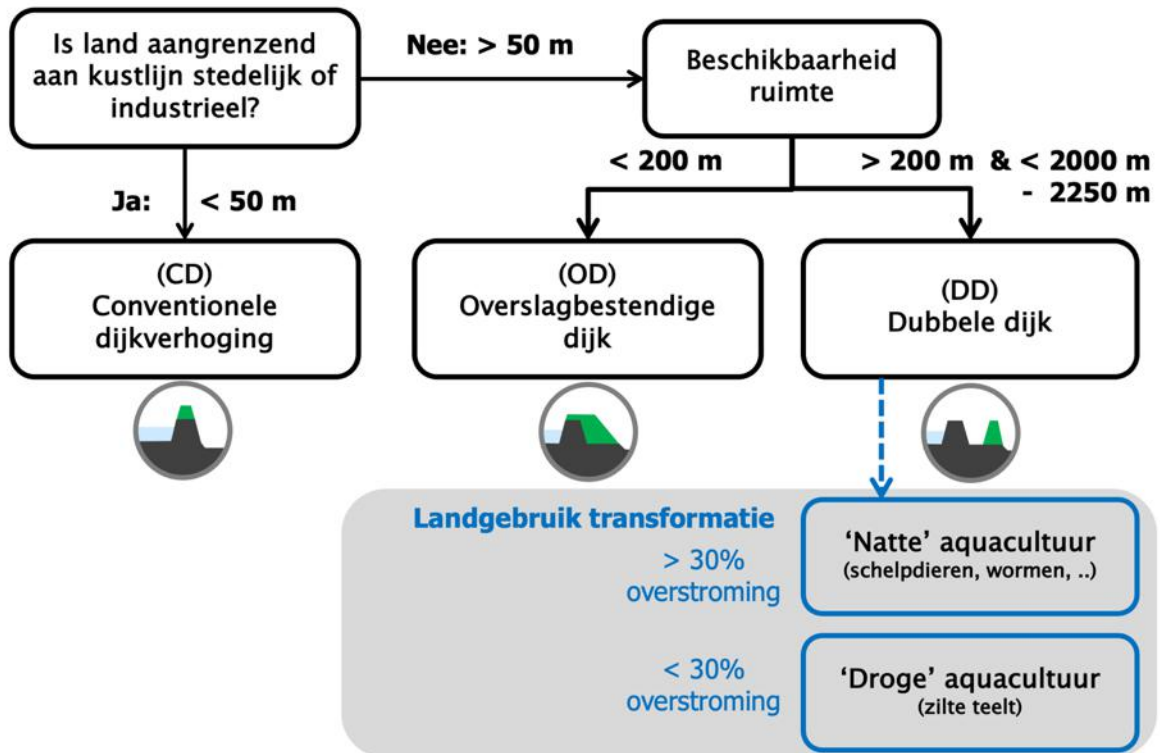 Is land aangrenzend
aan kustlijn stedelijk of
industrieel?
Nee: > 50 m
Beschikbaarheid
ruimte
Ja: < 50 m
< 200 m
> 200 m & < 2000 m
- 2250 m
(CD)
Conventionele
dijkverhoging
(OD)
Overslagbestendige
dijk
(DD)
Dubbele dijk
Landgebruik transformatie
> 30%
overstroming
‘Natte’ aquacultuur
(schelpdieren, wormen, ..)
< 30%
overstroming
‘Droge’ aquacultuur
(zilte teelt)